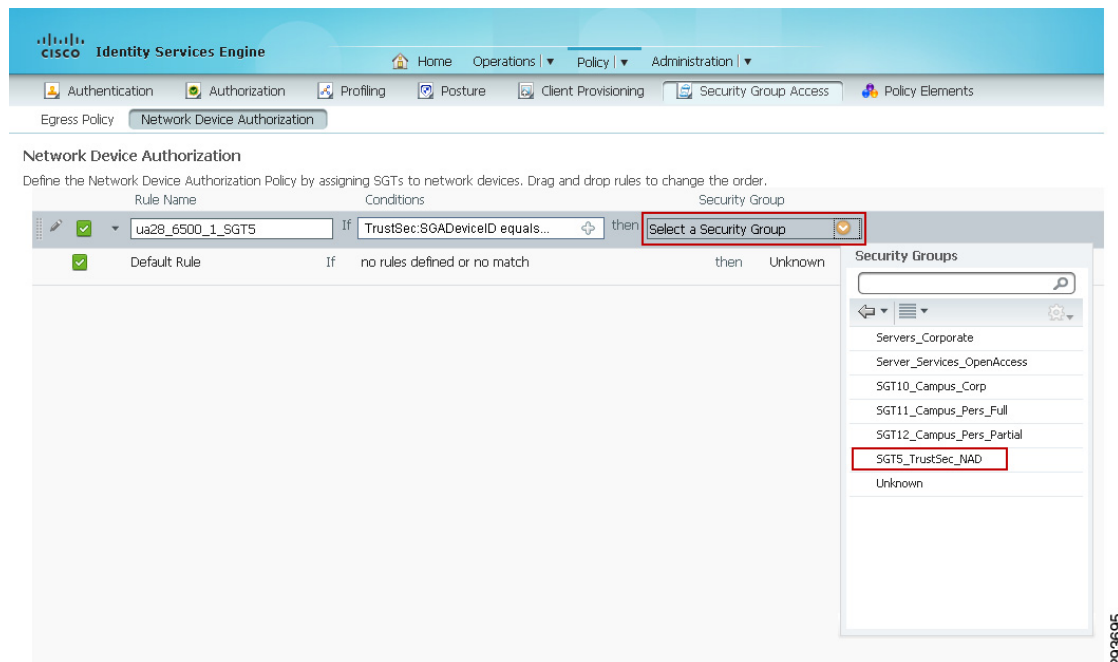 cisco Identity Services Engine
Home Operations Policy Administration
Authentication Authorization Profiling Posture Client Provisioning Security Group Access Policy Elements
Egress Policy Network Device Authorization
Network Device Authorization
Define the Network Device Authorization Policy by assigning SGTs to network devices. Drag and drop rules to change the order.
Rule Name Conditions Security Group
ua28_6500_1_SGT5 If TrustSec:SGADeviceID equals... then Select a Security Group
Default Rule If no rules defined or no match then Unknown
Security Groups
Servers_Corporate
Server_Services_OpenAccess
SGT10_Campus_Corp
SGT11_Campus_Pers_Full
SGT12_Campus_Pers_Partial
SGT5_TrustSec_NAD
Unknown
293695